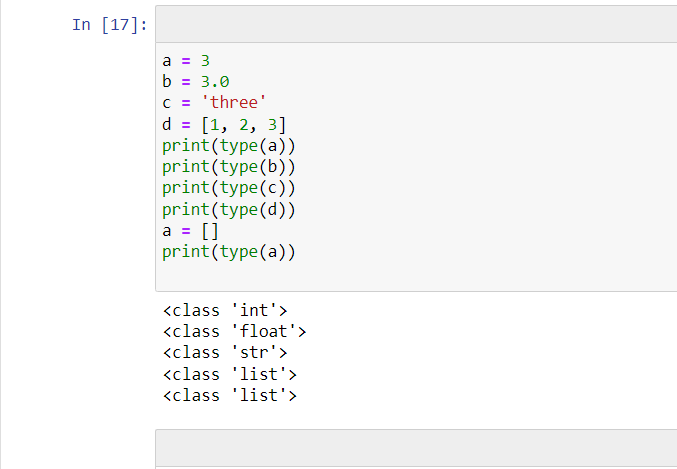 In [17]:
a = 3
b = 3.0
c = 'three'
d = [1, 2, 3]
print(type(a))
print(type(b))
print(type(c))
print(type(d))
a = []
print(type(a))
<class 'int'>
<class 'float'>
<class 'str'>
<class 'list'>
<class 'list'>